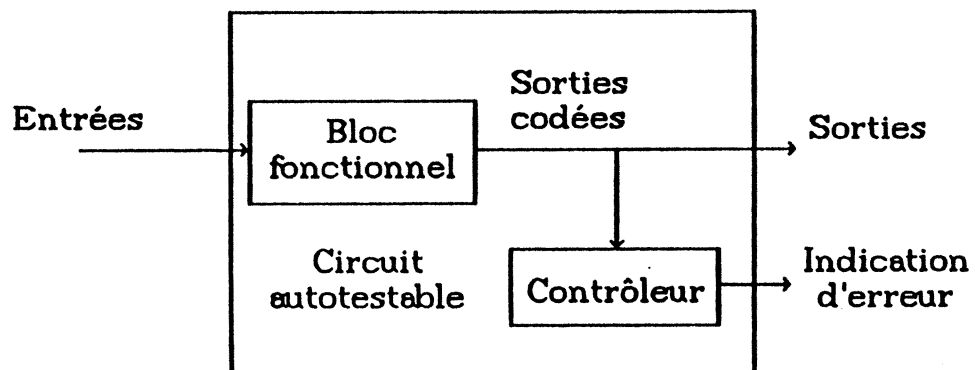 Entrées
Bloc
fonctionnel
Sorties
codées
Sorties
Circuit
autotestable
Contrôleur
Indication
d'erreur